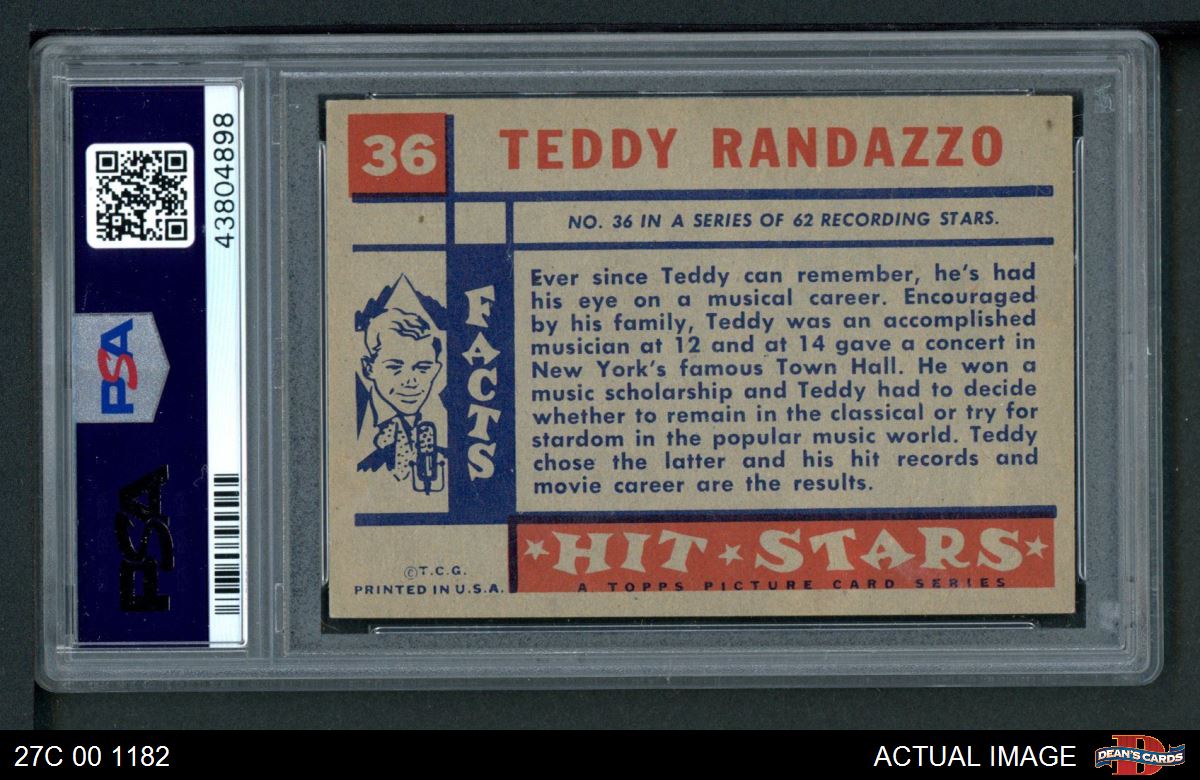 43804898
PSA
PSA
36
TEDDY RANDAZZO
NO. 36 IN A SERIES OF 62 RECORDING STARS.
FACTS
Ever since Teddy can remember, he's had
his eye on a musical career. Encouraged
by his family, Teddy was an accomplished
musician at 12 and at 14 gave a concert in
New York's famous Town Hall. He won a
music scholarship and Teddy had to decide
whether to remain in the classical or try for
stardom in the popular music world. Teddy
chose the latter and his hit records and
movie career are the results.
©T.C.G.
PRINTED IN U.S.A.
HIT STARS
A TOPPS PICTURE CARD SERIES
27C 00 1182
ACTUAL IMAGE
D
DEAN'S CARDS